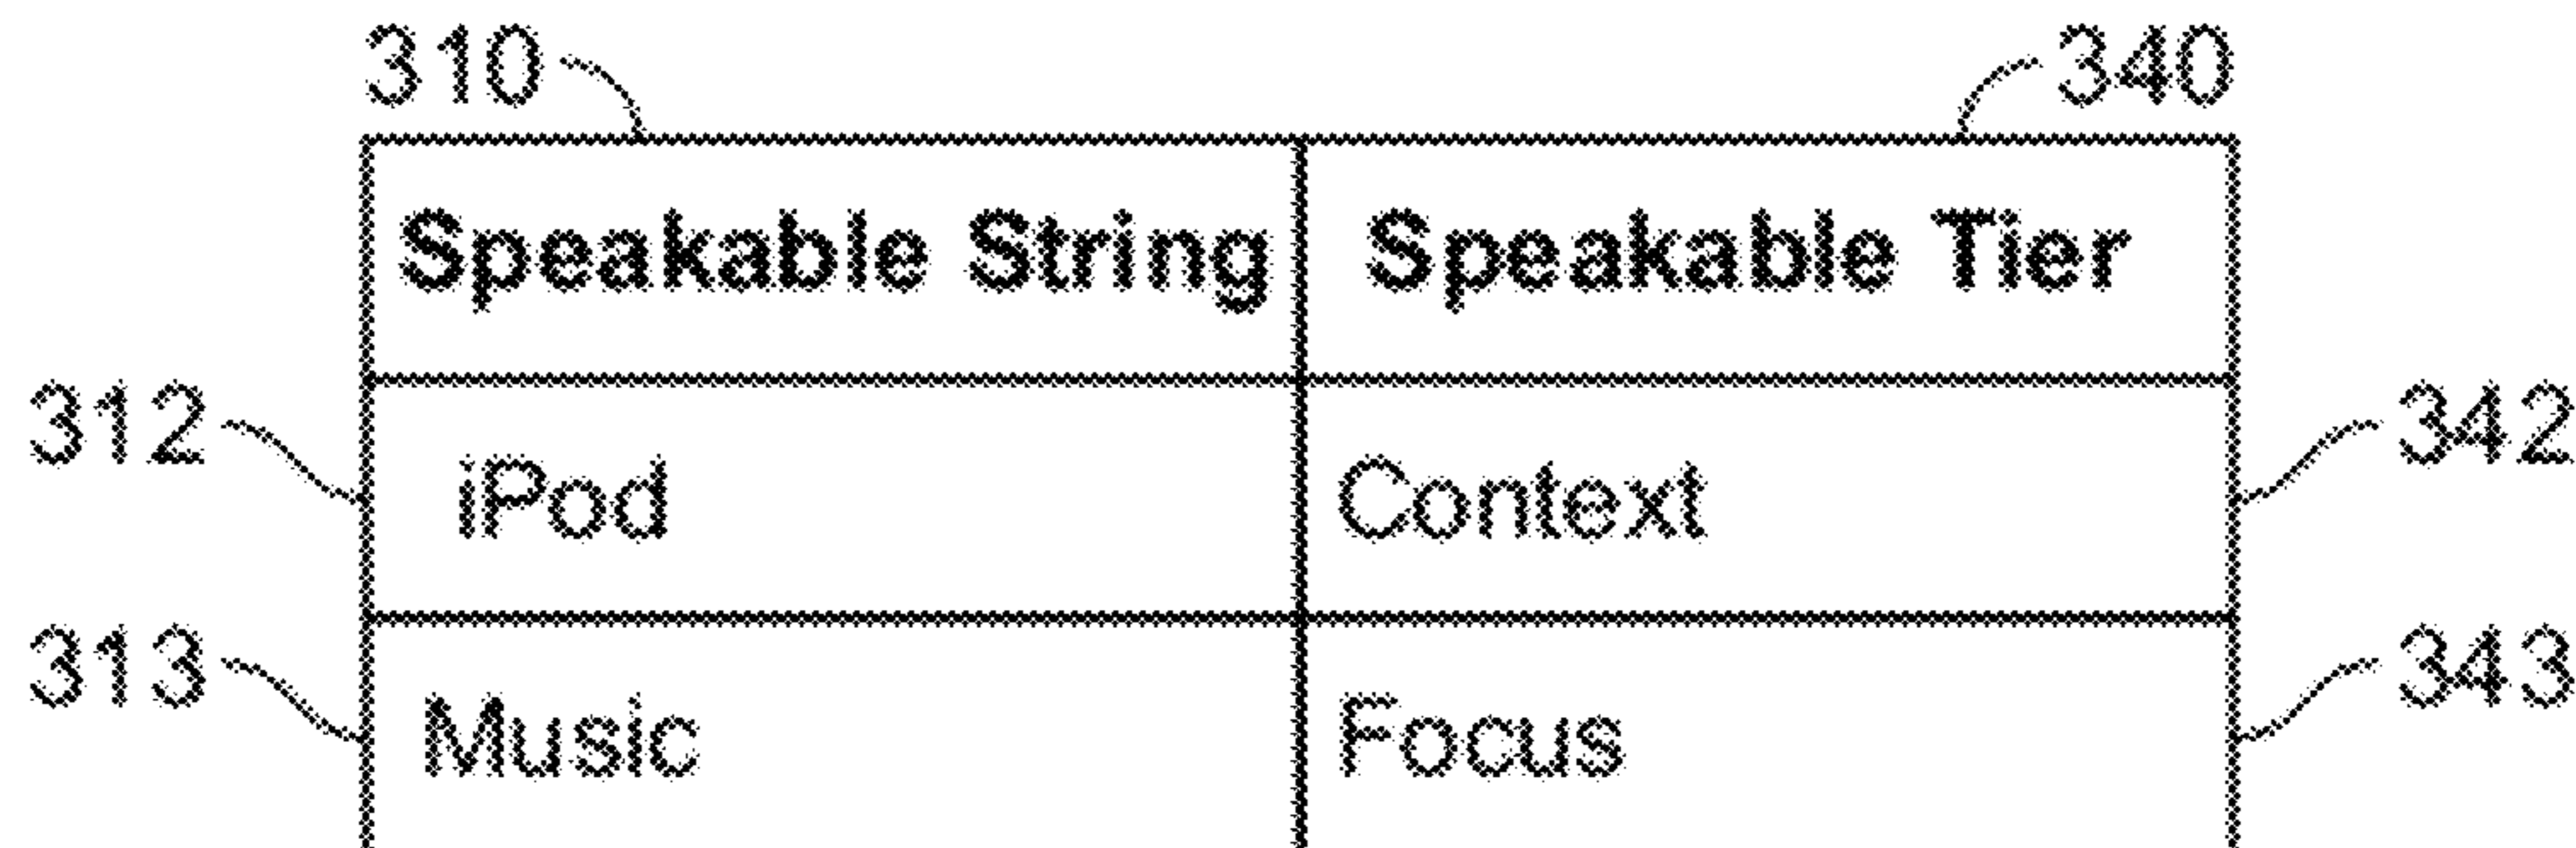 310 340
Speakable String Speakable Tier
312 iPod Context 342
313 Music Focus 343